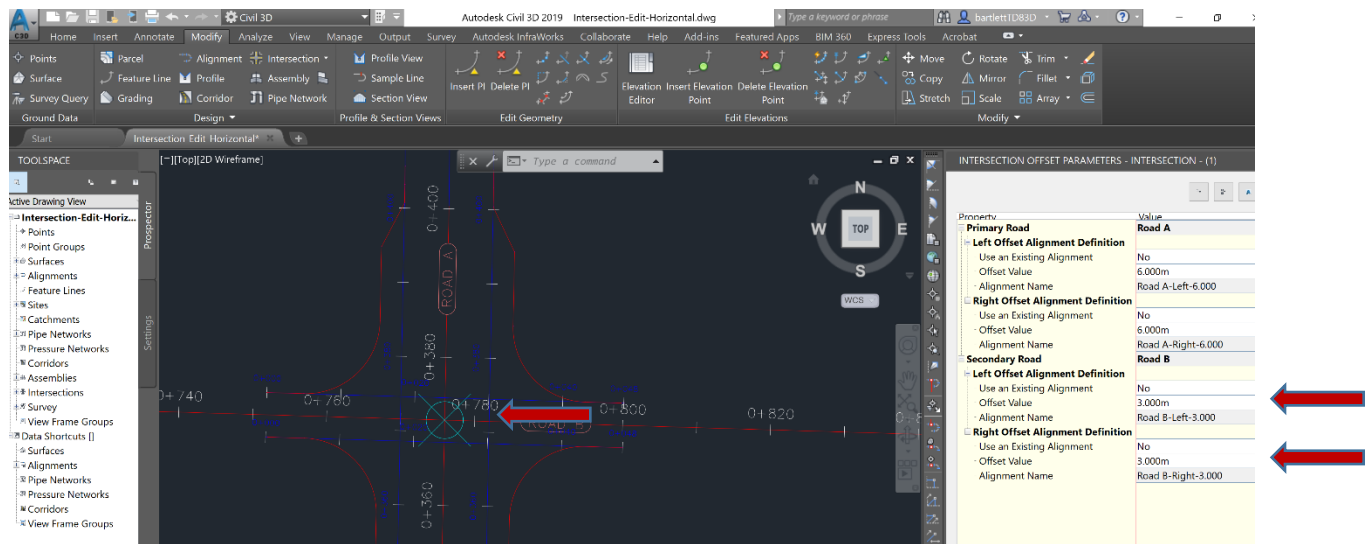 Civil 3D
Autodesk Civil 3D 2019 Intersection-Edit-Horizontal.dwg
Type a keyword or phrase
bartlettTD83D
C3D Home Insert Annotate Modify Analyze View Manage Output Survey Autodesk InfraWorks Collaborate Help Add-ins Featured Apps BIM 360 Express Tools Acrobat
Points Parcel Alignment Intersection Profile View Move Rotate Trim
Surface Feature Line Profile Assembly Sample Line Insert PI Delete PI Elevation Editor Insert Elevation Point Delete Elevation Point Copy Mirror Fillet
Survey Query Grading Corridor Pipe Network Section View Stretch Scale Array
Ground Data Design Profile & Section Views Edit Geometry Edit Elevations Modify
Start Intersection Edit Horizontal*
TOOLSPACE
[−][Top][2D Wireframe]
Type a command
INTERSECTION OFFSET PARAMETERS - INTERSECTION - (1)
Active Drawing View
Intersection-Edit-Horiz...
Points
Point Groups
Surfaces
Alignments
Feature Lines
Sites
Catchments
Pipe Networks
Pressure Networks
Corridors
Assemblies
Intersections
Survey
View Frame Groups
Data Shortcuts []
Surfaces
Alignments
Pipe Networks
Pressure Networks
Corridors
View Frame Groups
Prospector
Settings
0+400
ROAD A
0+380
0+360
0+740
0+760
0+780
0+800
0+820
ROAD B
N
W TOP E
S
WCS
Property Value
Primary Road Road A
Left Offset Alignment Definition
Use an Existing Alignment No
Offset Value 6.000m
Alignment Name Road A-Left-6.000
Right Offset Alignment Definition
Use an Existing Alignment No
Offset Value 6.000m
Alignment Name Road A-Right-6.000
Secondary Road Road B
Left Offset Alignment Definition
Use an Existing Alignment No
Offset Value 3.000m
Alignment Name Road B-Left-3.000
Right Offset Alignment Definition
Use an Existing Alignment No
Offset Value 3.000m
Alignment Name Road B-Right-3.000